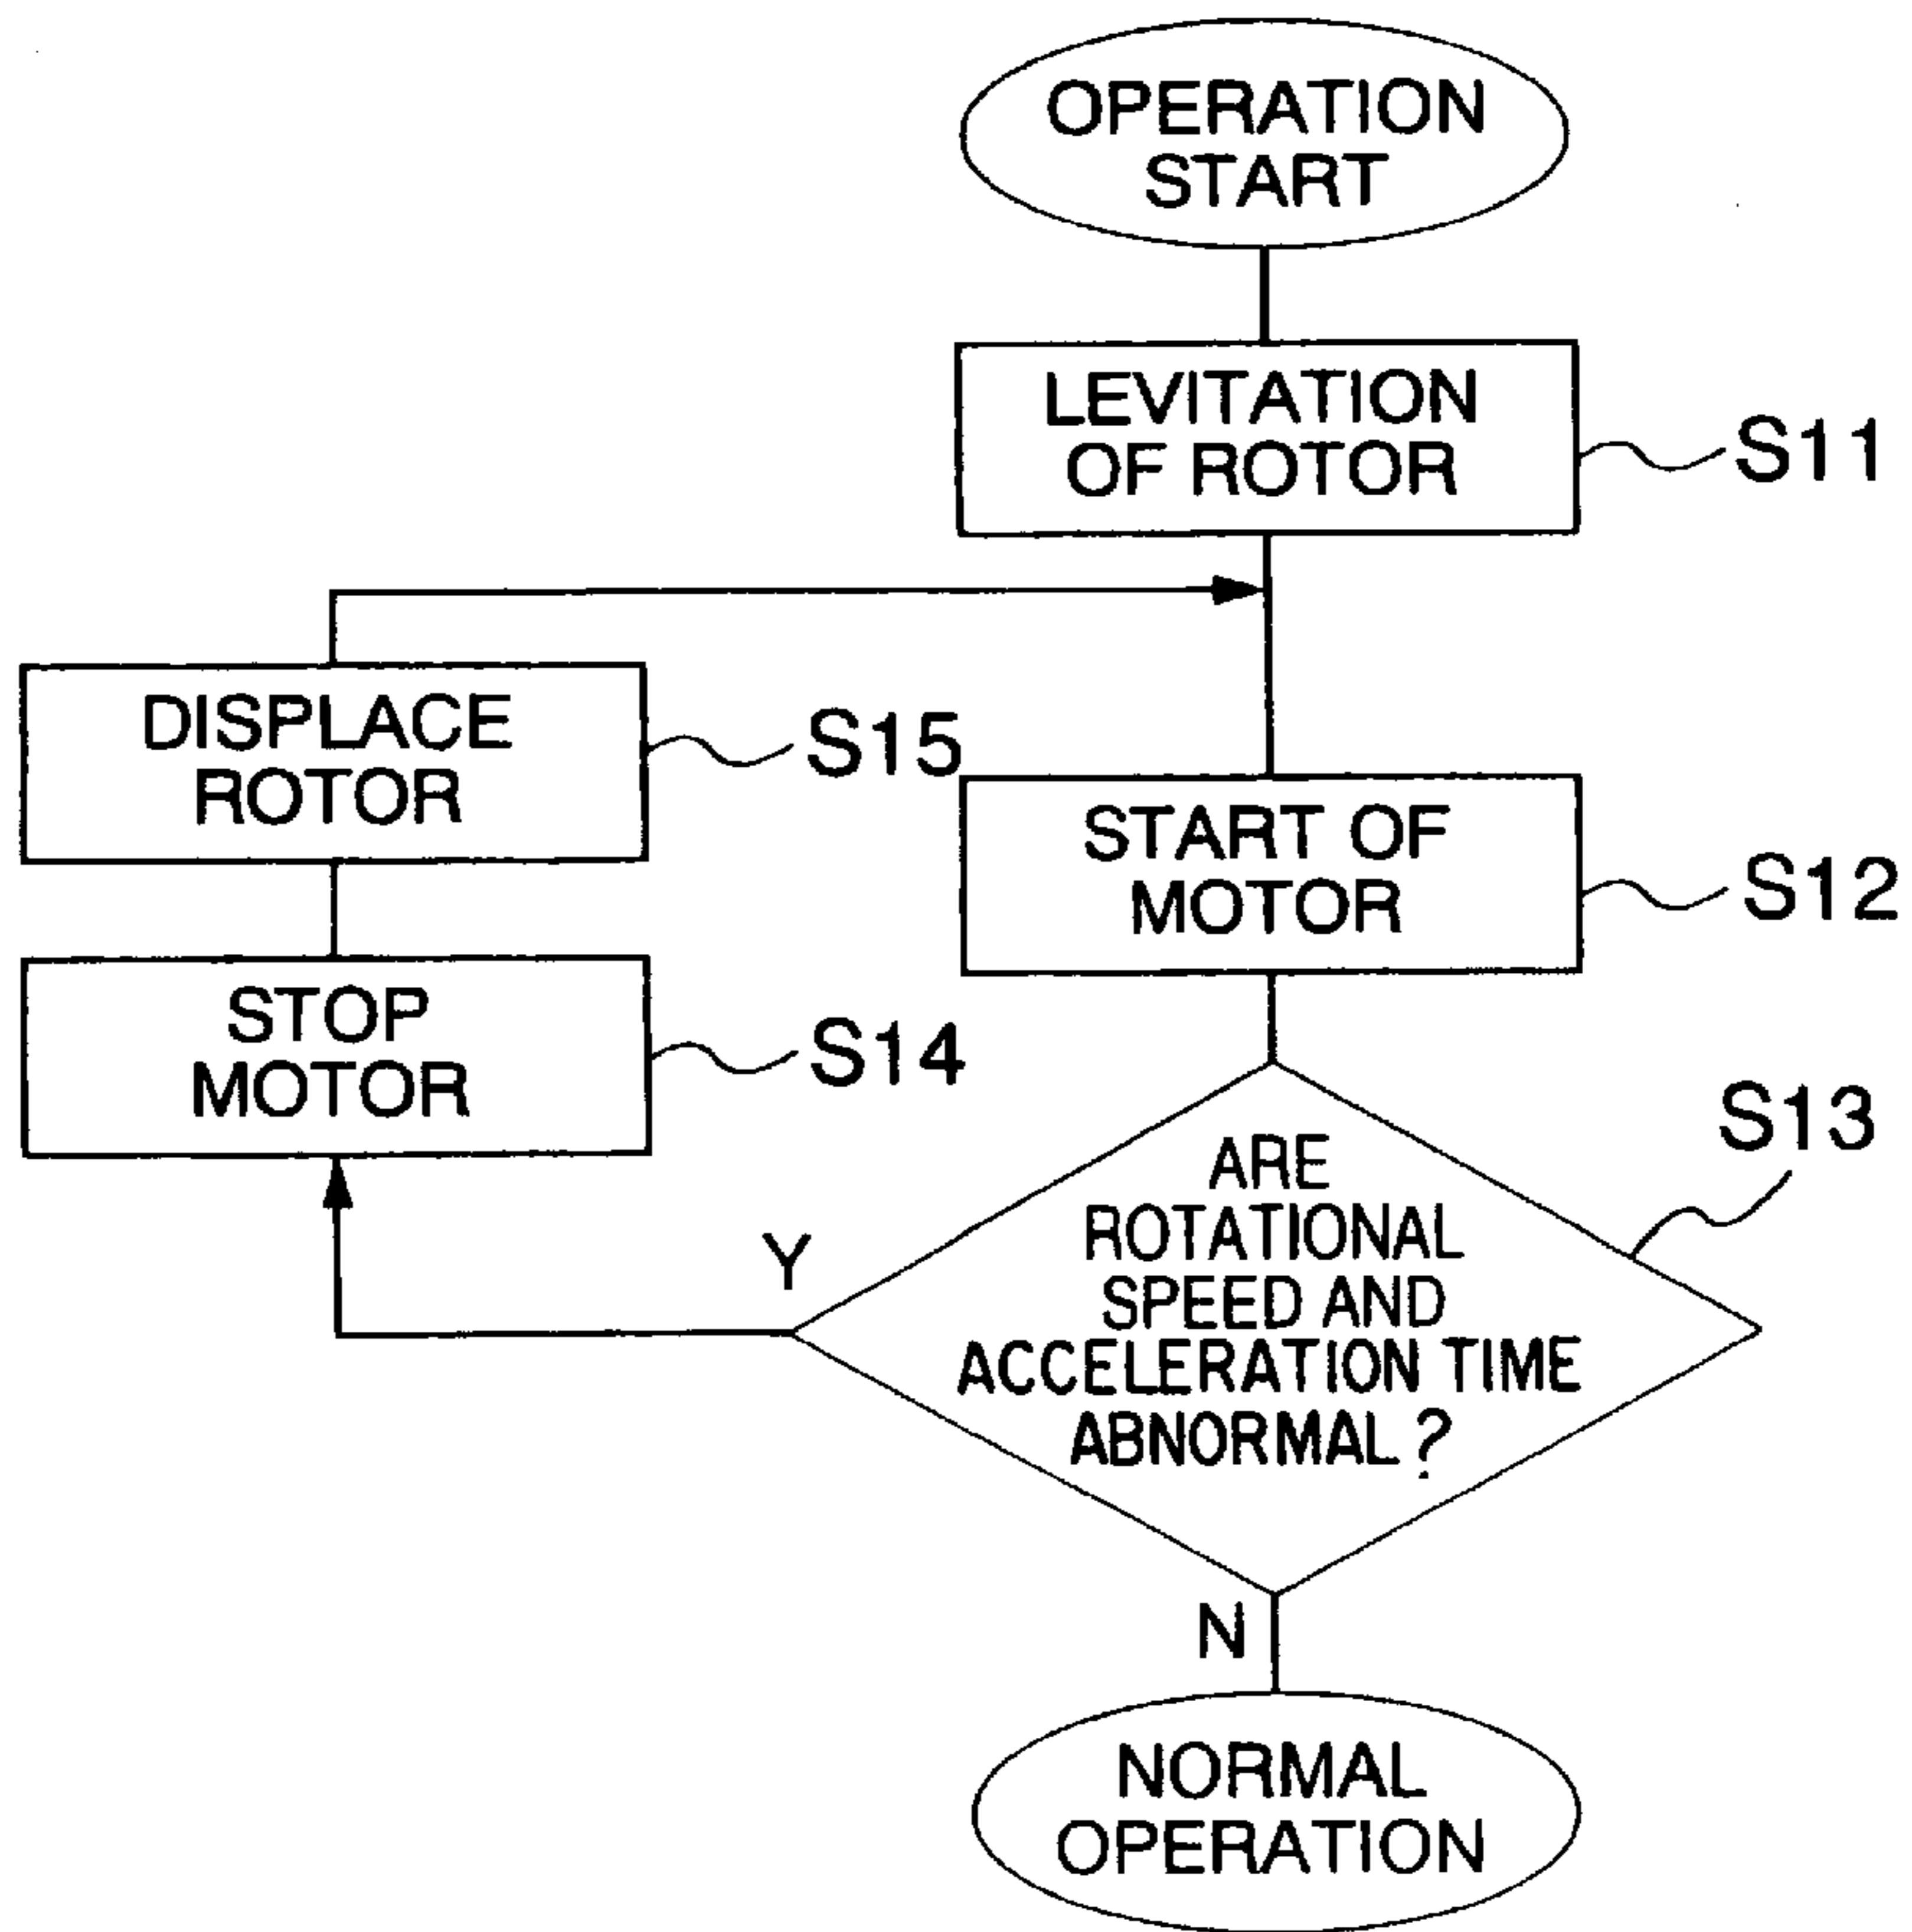 OPERATION
START
LEVITATION
OF ROTOR
S11
DISPLACE
ROTOR
S15
START OF
MOTOR
S12
STOP
MOTOR
S14
ARE
ROTATIONAL
SPEED AND
ACCELERATION TIME
ABNORMAL?
S13
Y
N
NORMAL
OPERATION